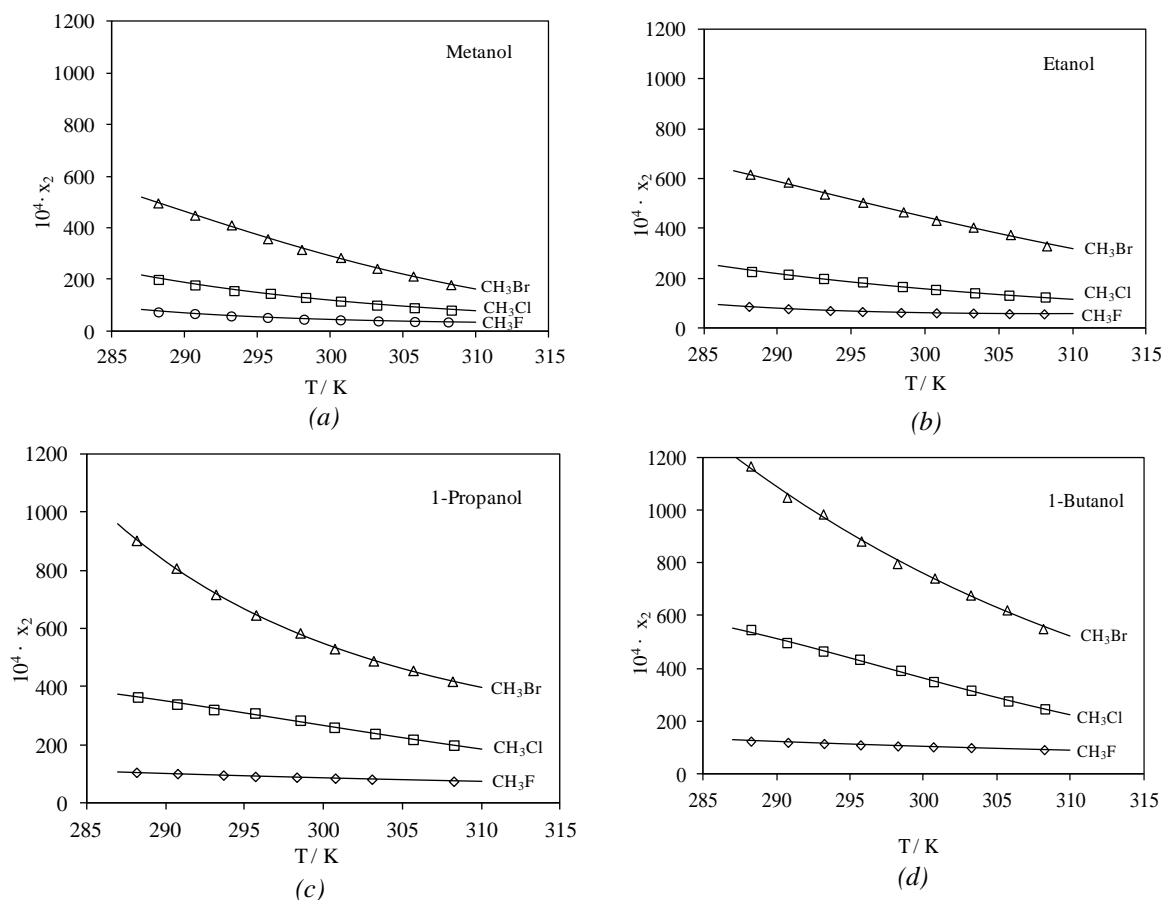 1200
1000
800
600
400
200
0
10⁴· x₂
Metanol
CH₃Br
CH₃Cl
CH₃F
285 290 295 300 305 310 315
T / K
(a)
1200
1000
800
600
400
200
0
10⁴· x₂
Etanol
CH₃Br
CH₃Cl
CH₃F
285 290 295 300 305 310 315
T / K
(b)
1200
1000
800
600
400
200
0
10⁴· x₂
1-Propanol
CH₃Br
CH₃Cl
CH₃F
285 290 295 300 305 310 315
T / K
(c)
1200
1000
800
600
400
200
0
10⁴· x₂
1-Butanol
CH₃Br
CH₃Cl
CH₃F
285 290 295 300 305 310 315
T / K
(d)